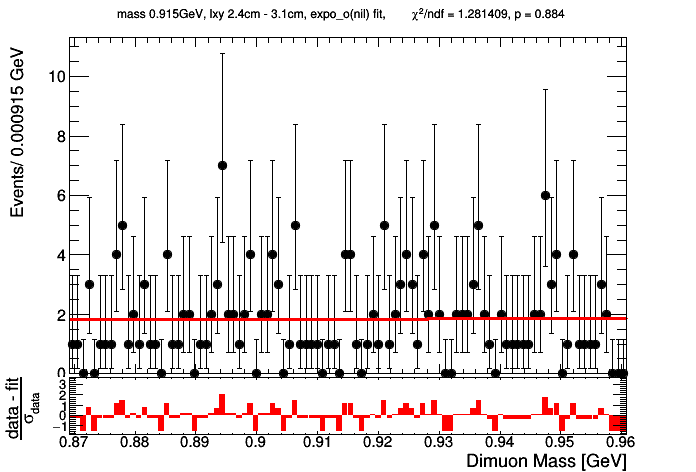 mass 0.915GeV, lxy 2.4cm - 3.1cm, expo_o(nil) fit, χ²/ndf = 1.281409, p = 0.884
Events/ 0.000915 GeV
10
8
6
4
2
0
data - fit
σdata
3
2
1
0
−1
0.87 0.88 0.89 0.9 0.91 0.92 0.93 0.94 0.95 0.96
Dimuon Mass [GeV]